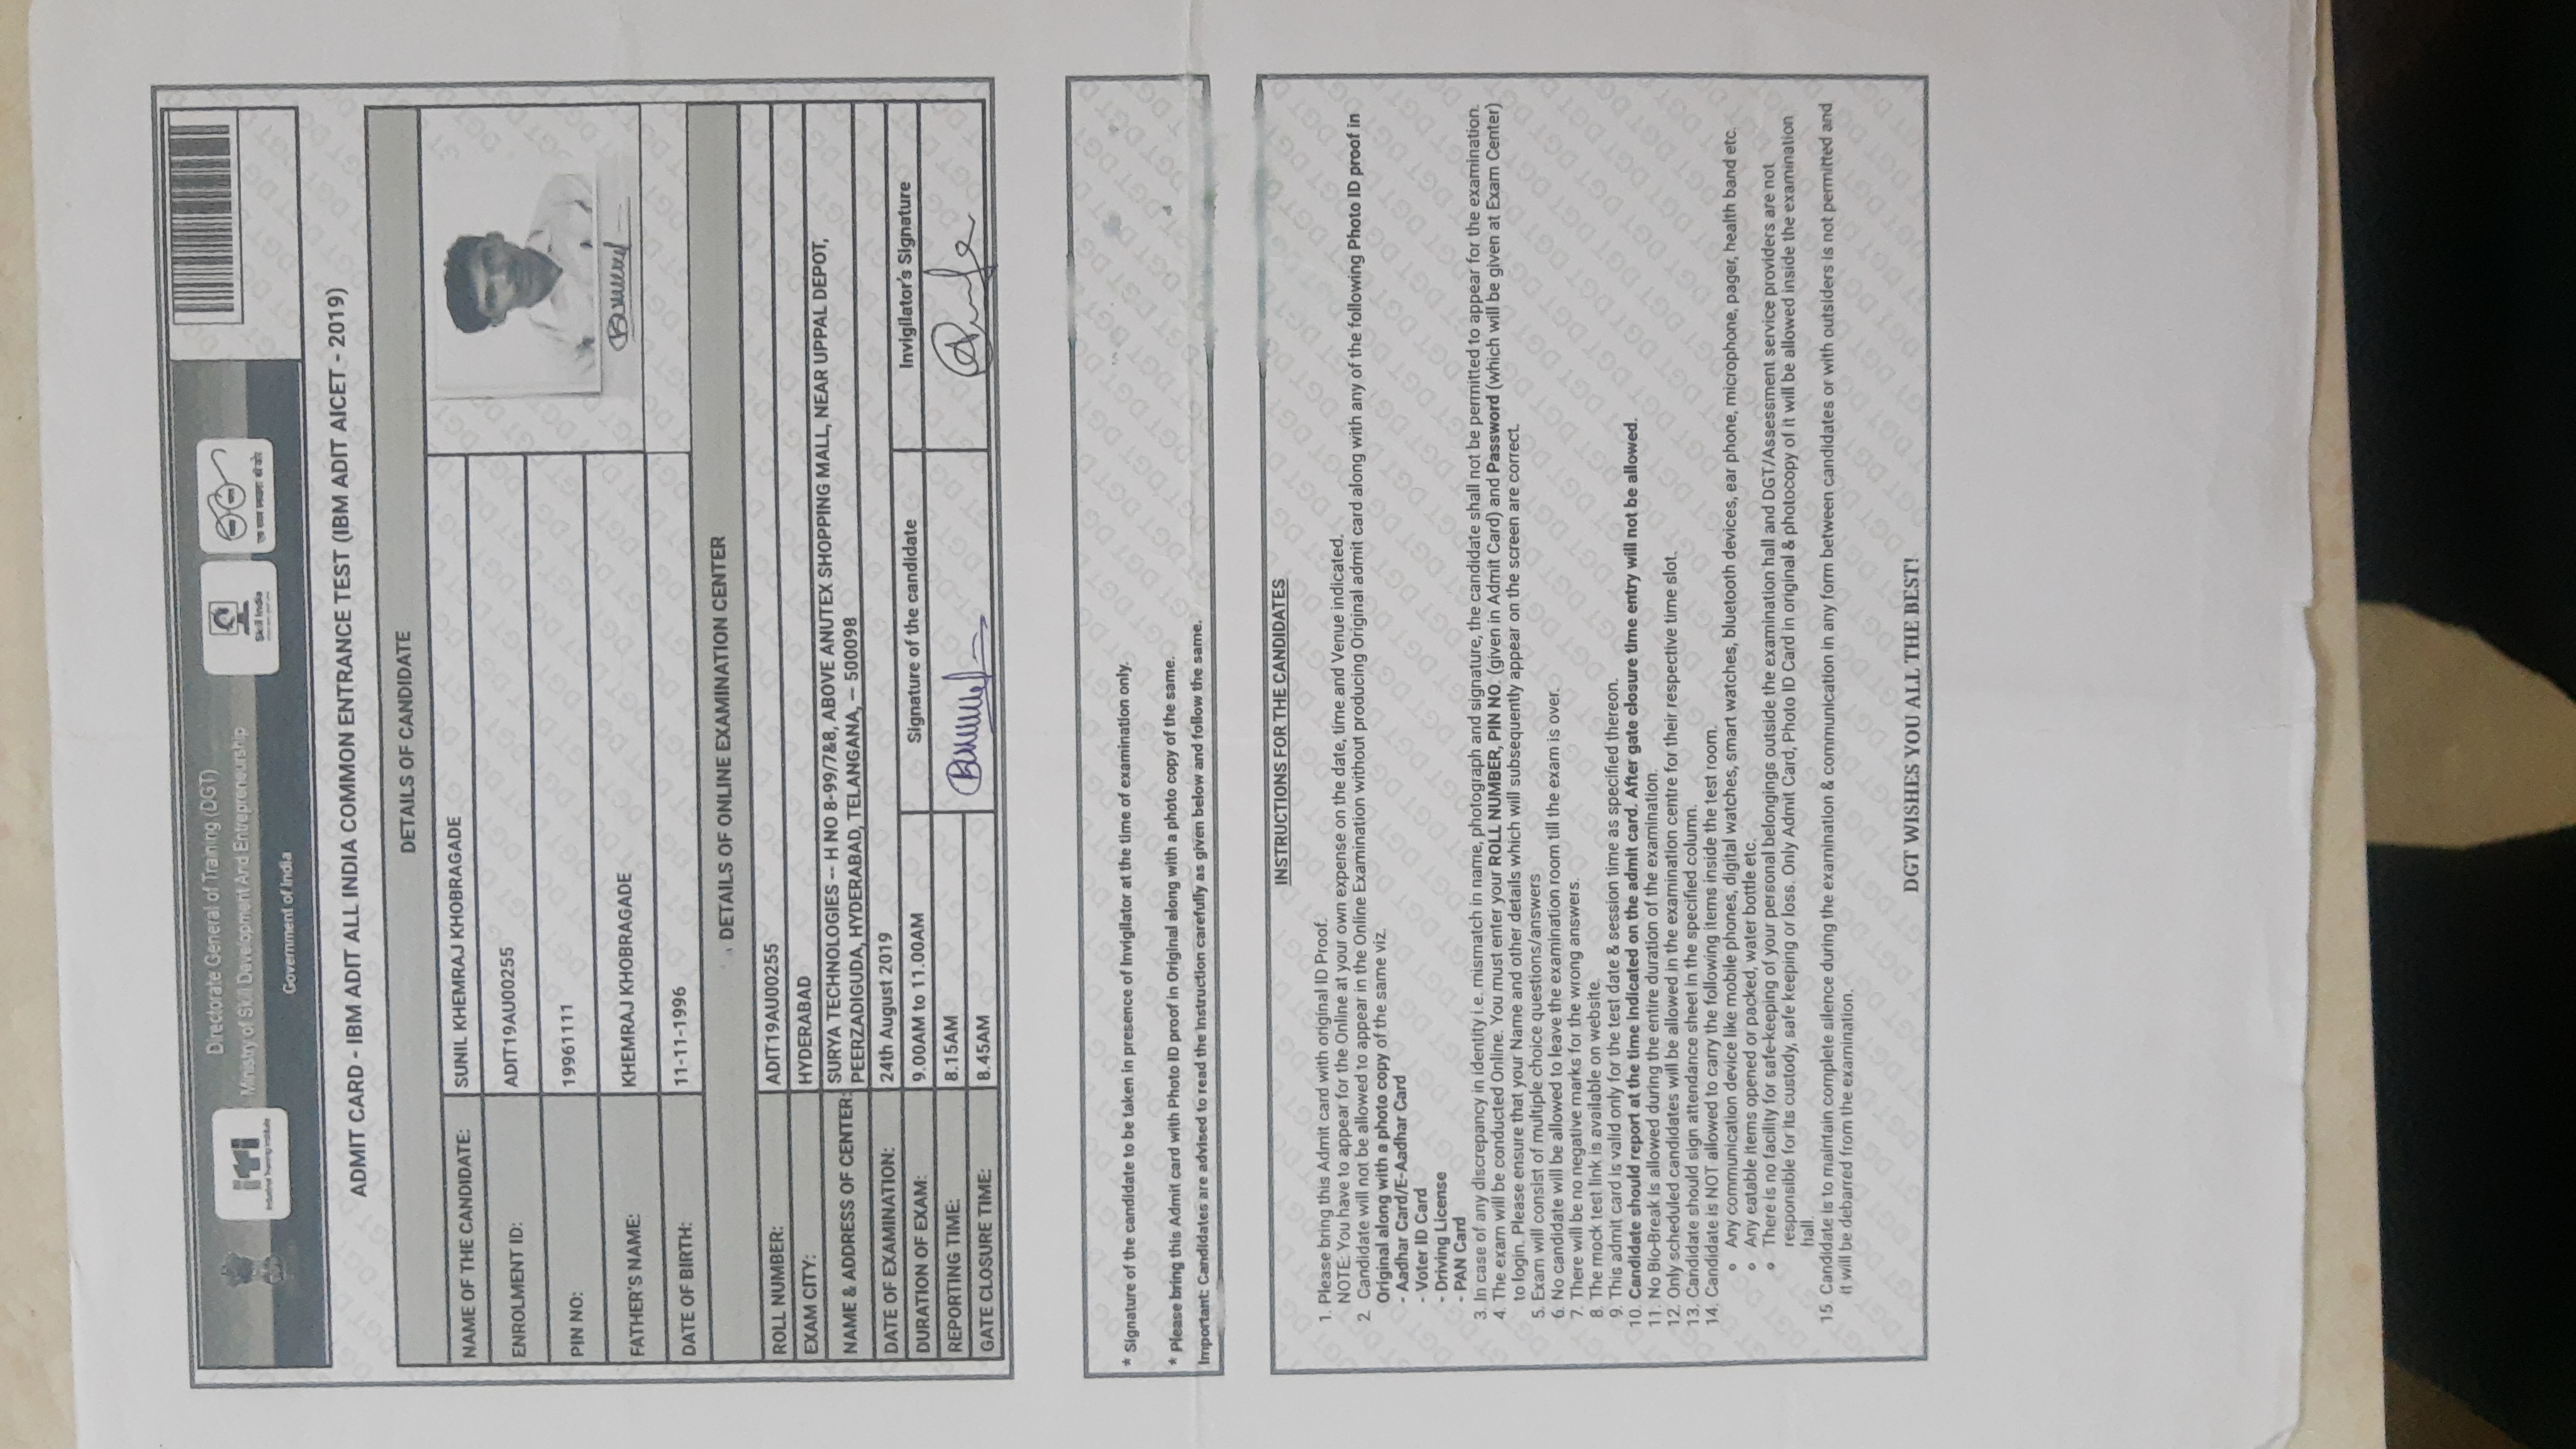 Directorate General of Training (DGT)
Ministry of Skill Development And Entrepreneurship
Government of India
iTi
Industrial Training Institute
Skill India
एक कदम स्वच्छता की ओर
ADMIT CARD - IBM ADIT ALL INDIA COMMON ENTRANCE TEST (IBM ADIT AICET - 2019)
DETAILS OF CANDIDATE
NAME OF THE CANDIDATE: SUNIL KHEMRAJ KHOBRAGADE
ENROLMENT ID: ADIT19AU00255
PIN NO: 19961111
FATHER'S NAME: KHEMRAJ KHOBRAGADE
DATE OF BIRTH: 11-11-1996
DETAILS OF ONLINE EXAMINATION CENTER
ROLL NUMBER: ADIT19AU00255
EXAM CITY: HYDERABAD
NAME & ADDRESS OF CENTER: SURYA TECHNOLOGIES -- H NO 8-99/7&8, ABOVE ANUTEX SHOPPING MALL, NEAR UPPAL DEPOT,
PEERZADIGUDA, HYDERABAD, TELANGANA, -- 500098
DATE OF EXAMINATION: 24th August 2019
DURATION OF EXAM: 9.00AM to 11.00AM Signature of the candidate Invigilator's Signature
REPORTING TIME: 8.15AM
GATE CLOSURE TIME: 8.45AM
* Signature of the candidate to be taken in presence of Invigilator at the time of examination only.
* Please bring this Admit card with Photo ID proof in Original along with a photo copy of the same.
Important: Candidates are advised to read the Instruction carefully as given below and follow the same.
INSTRUCTIONS FOR THE CANDIDATES
1. Please bring this Admit card with original ID Proof.
NOTE: You have to appear for the Online at your own expense on the date, time and Venue indicated.
2. Candidate will not be allowed to appear in the Online Examination without producing Original admit card along with any of the following Photo ID proof in
Original along with a photo copy of the same viz.
- Aadhar Card/E-Aadhar Card
- Voter ID Card
- Driving License
- PAN Card
3. In case of any discrepancy in identity i.e. mismatch in name, photograph and signature, the candidate shall not be permitted to appear for the examination.
4. The exam will be conducted Online. You must enter your ROLL NUMBER, PIN NO. (given in Admit Card) and Password (which will be given at Exam Center)
to login. Please ensure that your Name and other details which will subsequently appear on the screen are correct.
5. Exam will consist of multiple choice questions/answers
6. No candidate will be allowed to leave the examination room till the exam is over.
7. There will be no negative marks for the wrong answers.
8. The mock test link is available on website.
9. This admit card is valid only for the test date & session time as specified thereon.
10. Candidate should report at the time indicated on the admit card. After gate closure time entry will not be allowed.
11. No Bio-Break is allowed during the entire duration of the examination.
12. Only scheduled candidates will be allowed in the examination centre for their respective time slot.
13. Candidate should sign attendance sheet in the specified column.
14. Candidate is NOT allowed to carry the following items inside the test room.
∘ Any communication device like mobile phones, digital watches, smart watches, bluetooth devices, ear phone, microphone, pager, health band etc.
∘ Any eatable items opened or packed, water bottle etc.
∘ There is no facility for safe-keeping of your personal belongings outside the examination hall and DGT/Assessment service providers are not
responsible for its custody, safe keeping or loss. Only Admit Card, Photo ID Card in original & photocopy of it will be allowed inside the examination
hall.
15. Candidate is to maintain complete silence during the examination & communication in any form between candidates or with outsiders is not permitted and
it will be debarred from the examination.
DGT WISHES YOU ALL THE BEST!